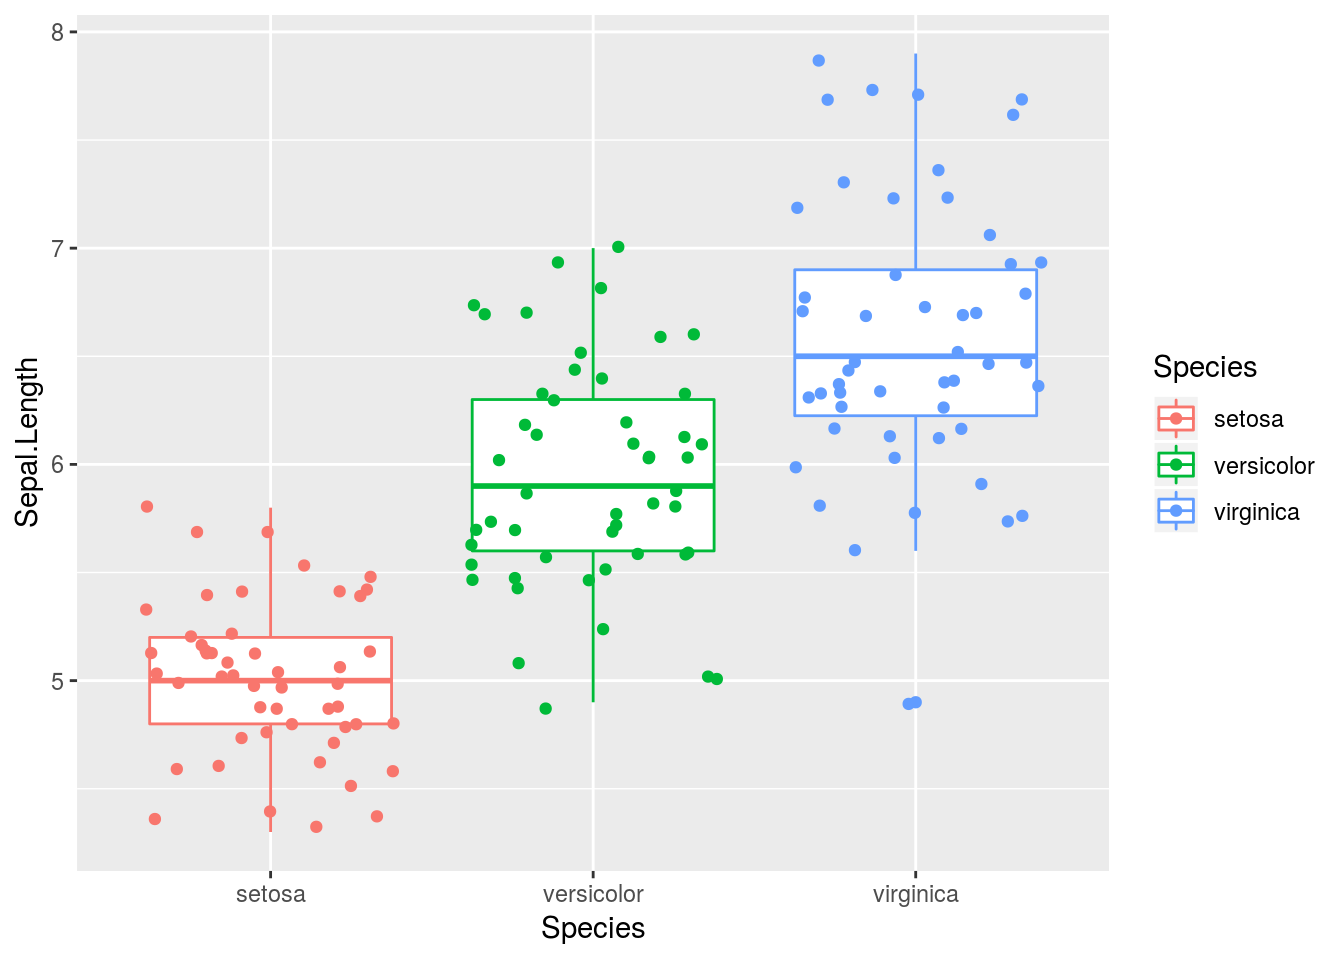 8
7
6
5
Sepal.Length
setosa
versicolor
virginica
Species
Species
setosa
versicolor
virginica